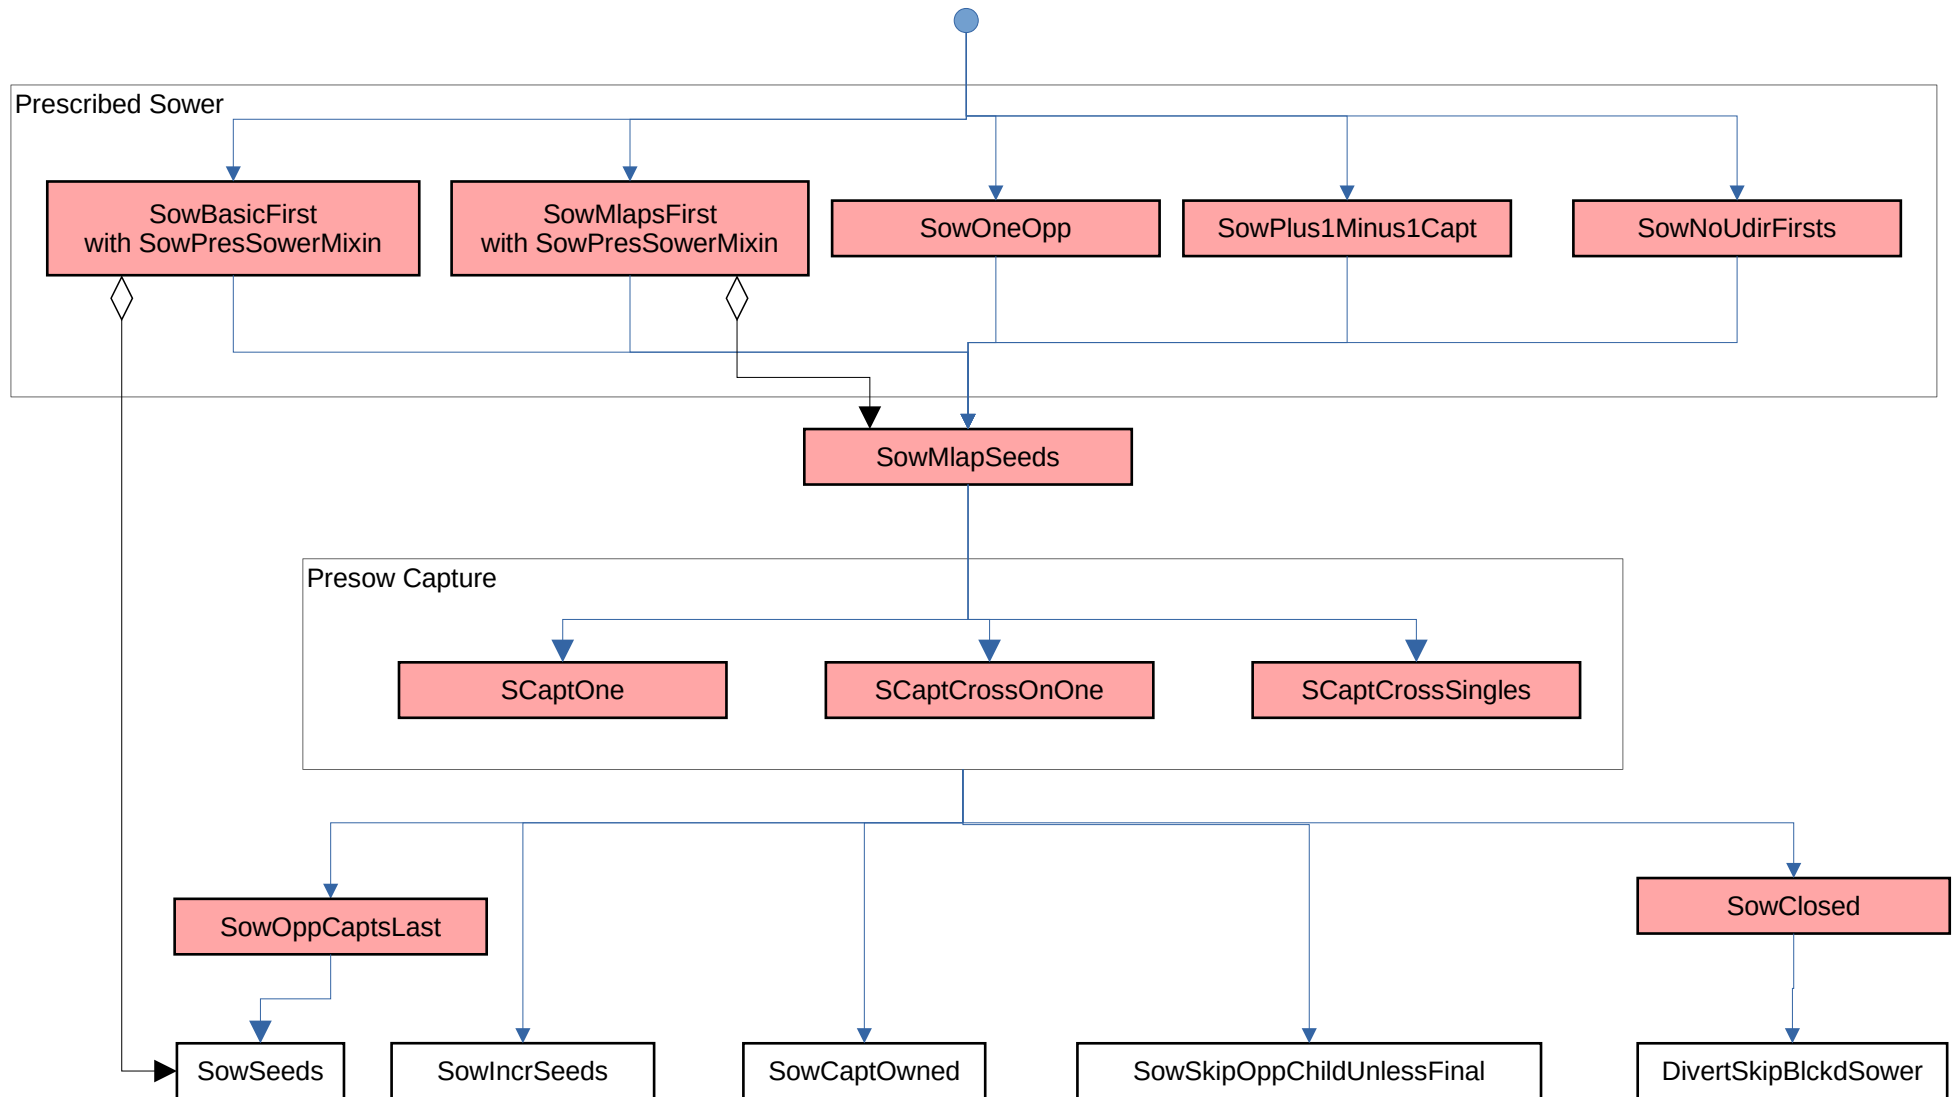 Prescribed Sower
SowBasicFirst
with SowPresSowerMixin
SowMlapsFirst
with SowPresSowerMixin
SowOneOpp
SowPlus1Minus1Capt
SowNoUdirFirsts
SowMlapSeeds
Presow Capture
SCaptOne
SCaptCrossOnOne
SCaptCrossSingles
SowOppCaptsLast
SowClosed
SowSeeds
SowIncrSeeds
SowCaptOwned
SowSkipOppChildUnlessFinal
DivertSkipBlckdSower